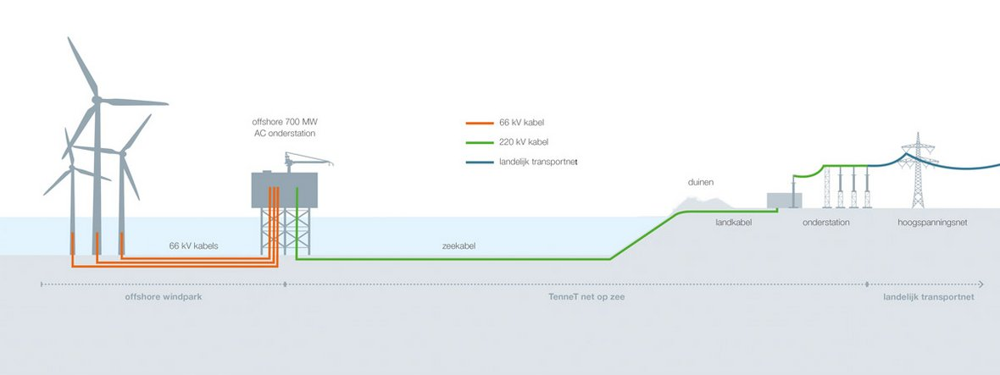 offshore 700 MW
AC onderstation
66 kV kabel
220 kV kabel
landelijk transportnet
duinen
66 kV kabels
zeekabel
landkabel
onderstation
hoogspanningsnet
offshore windpark
TenneT net op zee
landelijk transportnet